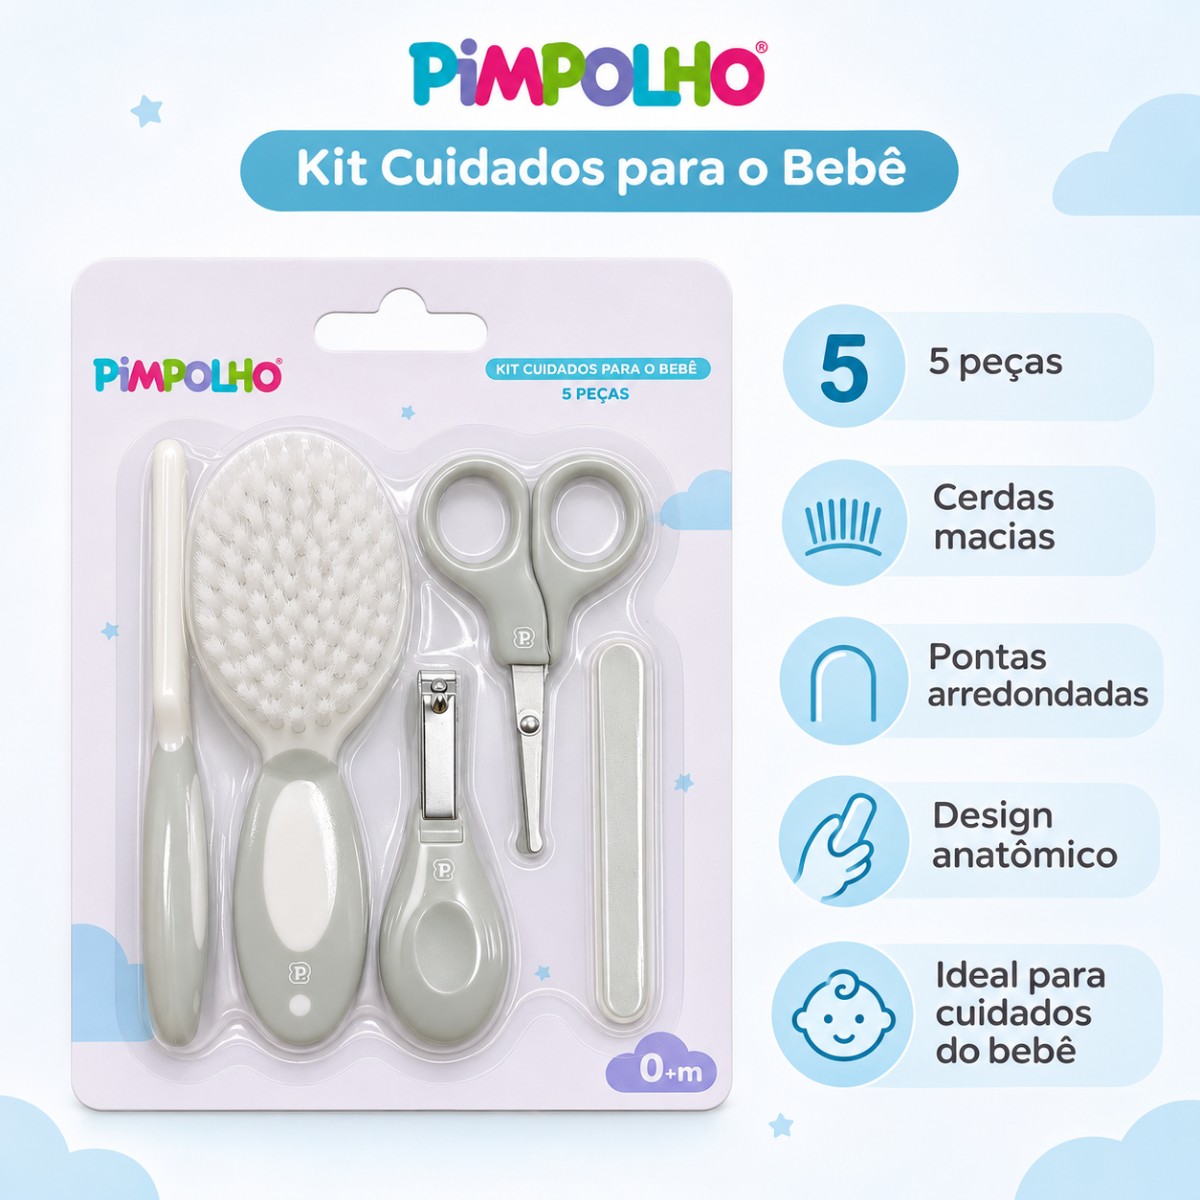 PiMPOLHO®
Kit Cuidados para o Bebê
PiMPOLHO®
KIT CUIDADOS PARA O BEBÊ
5 PEÇAS
P.
P.
P.
0+m
5
5 peças
Cerdas
macias
Pontas
arredondadas
Design
anatômico
Ideal para
cuidados
do bebê